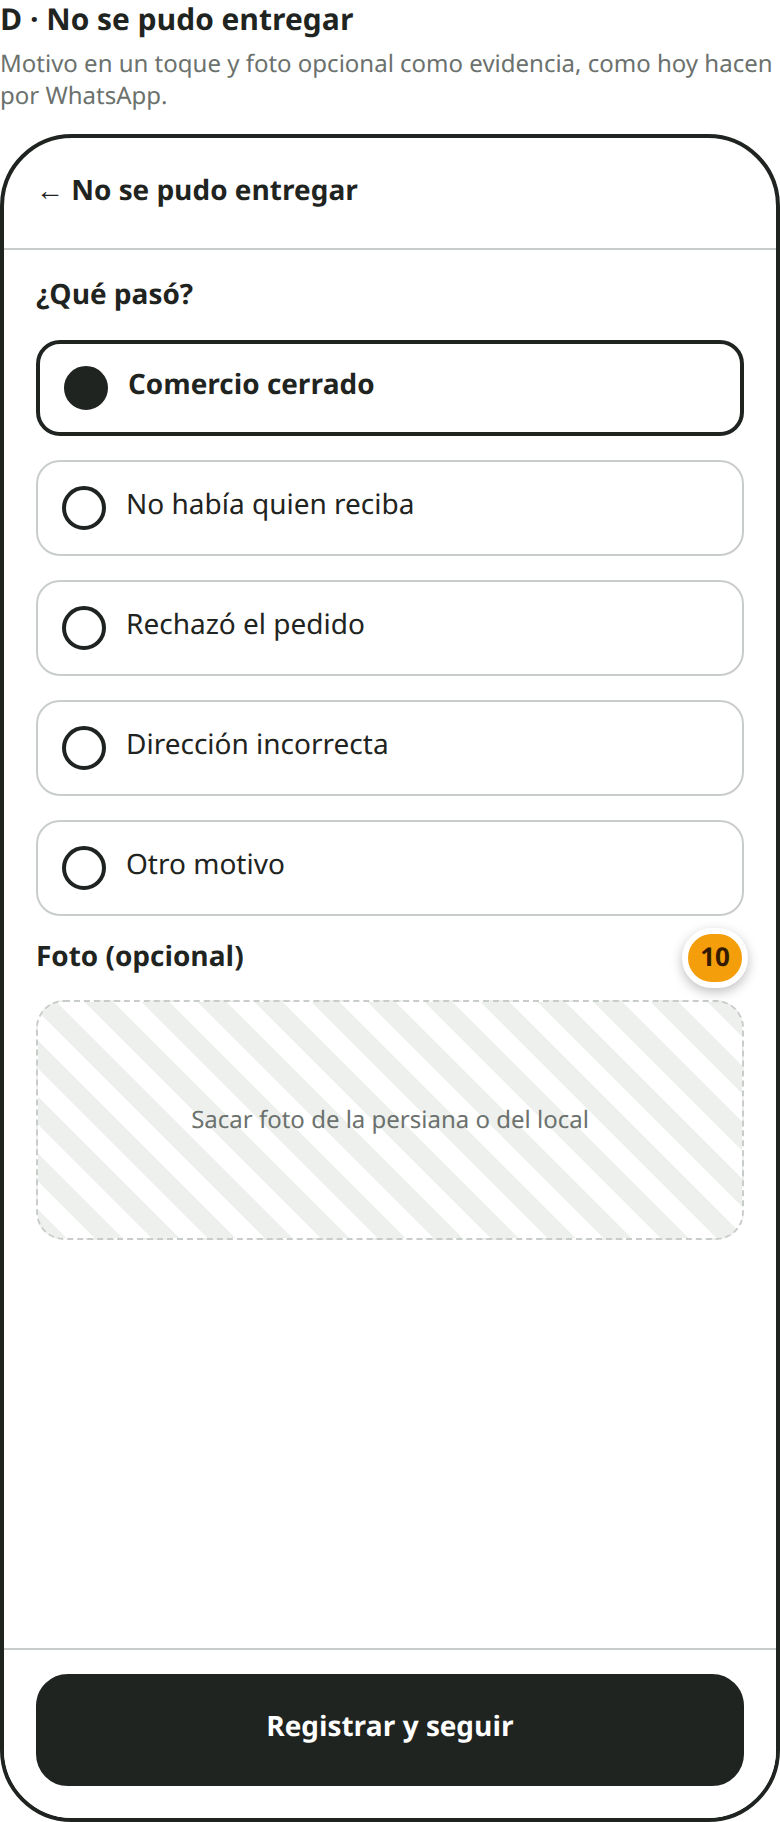 D · No se pudo entregar
Motivo en un toque y foto opcional como evidencia, como hoy hacen
por WhatsApp.
← No se pudo entregar
¿Qué pasó?
Comercio cerrado
No había quien reciba
Rechazó el pedido
Dirección incorrecta
Otro motivo
Foto (opcional)
10
Sacar foto de la persiana o del local
Registrar y seguir